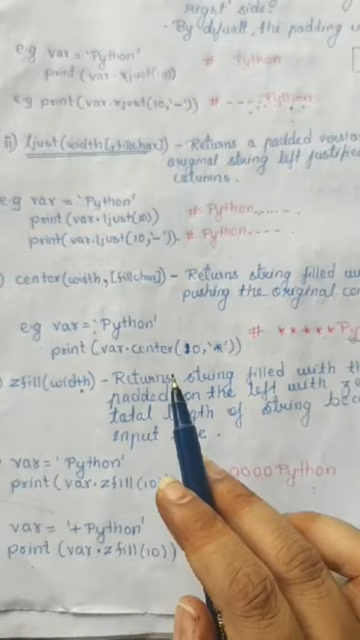 right side?
- By default, the padding
e.g var = 'Python'
print (var.rjust(10)) # Python
e.g print(var.rjust(10,'-')) # ---- Python
ii) ljust(width[,fillchar]) - Returns a padded version
original string left justified
columns.
e.g var = 'Python'
print (var.ljust(10)) # Python
print(var.ljust(10,'-')). # Python----
) center(width,[fillchar]) - Returns string filled
pushing the original
e.g var = 'Python'
print (var.center(20,'*')) # *****Py
) zfill(width) - Returns string filled with th
padded on the left with
total length of string beco
input
var = 'Python'
print (var.zfill(10 0000Python
var = '+Python'
print (var.zfill(10))